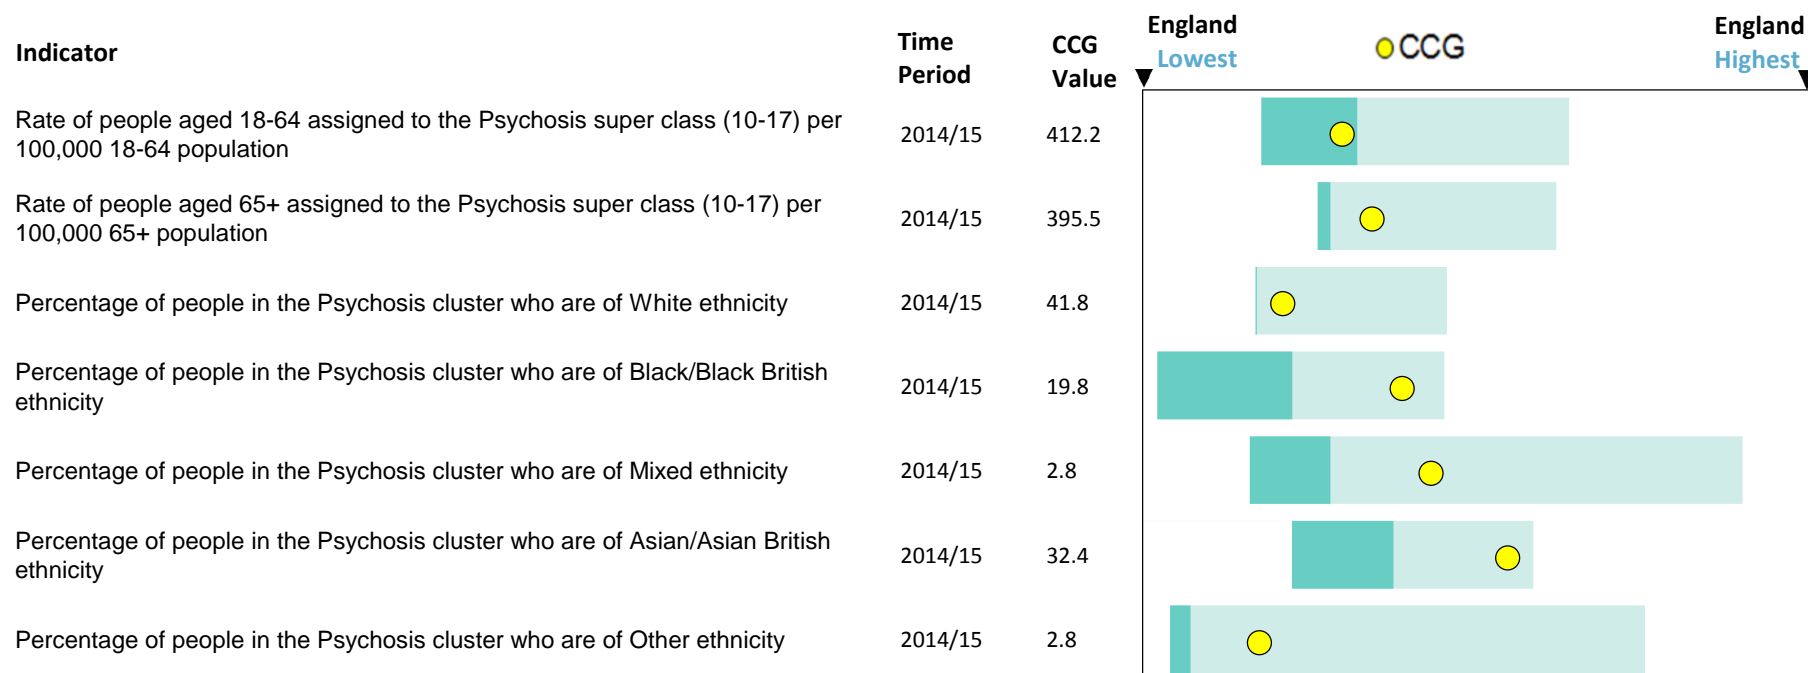 Indicator
Time
Period
CCG
Value
England
Lowest
CCG
England
Highest
Rate of people aged 18-64 assigned to the Psychosis super class (10-17) per
100,000 18-64 population
2014/15
412.2
Rate of people aged 65+ assigned to the Psychosis super class (10-17) per
100,000 65+ population
2014/15
395.5
Percentage of people in the Psychosis cluster who are of White ethnicity
2014/15
41.8
Percentage of people in the Psychosis cluster who are of Black/Black British
ethnicity
2014/15
19.8
Percentage of people in the Psychosis cluster who are of Mixed ethnicity
2014/15
2.8
Percentage of people in the Psychosis cluster who are of Asian/Asian British
ethnicity
2014/15
32.4
Percentage of people in the Psychosis cluster who are of Other ethnicity
2014/15
2.8